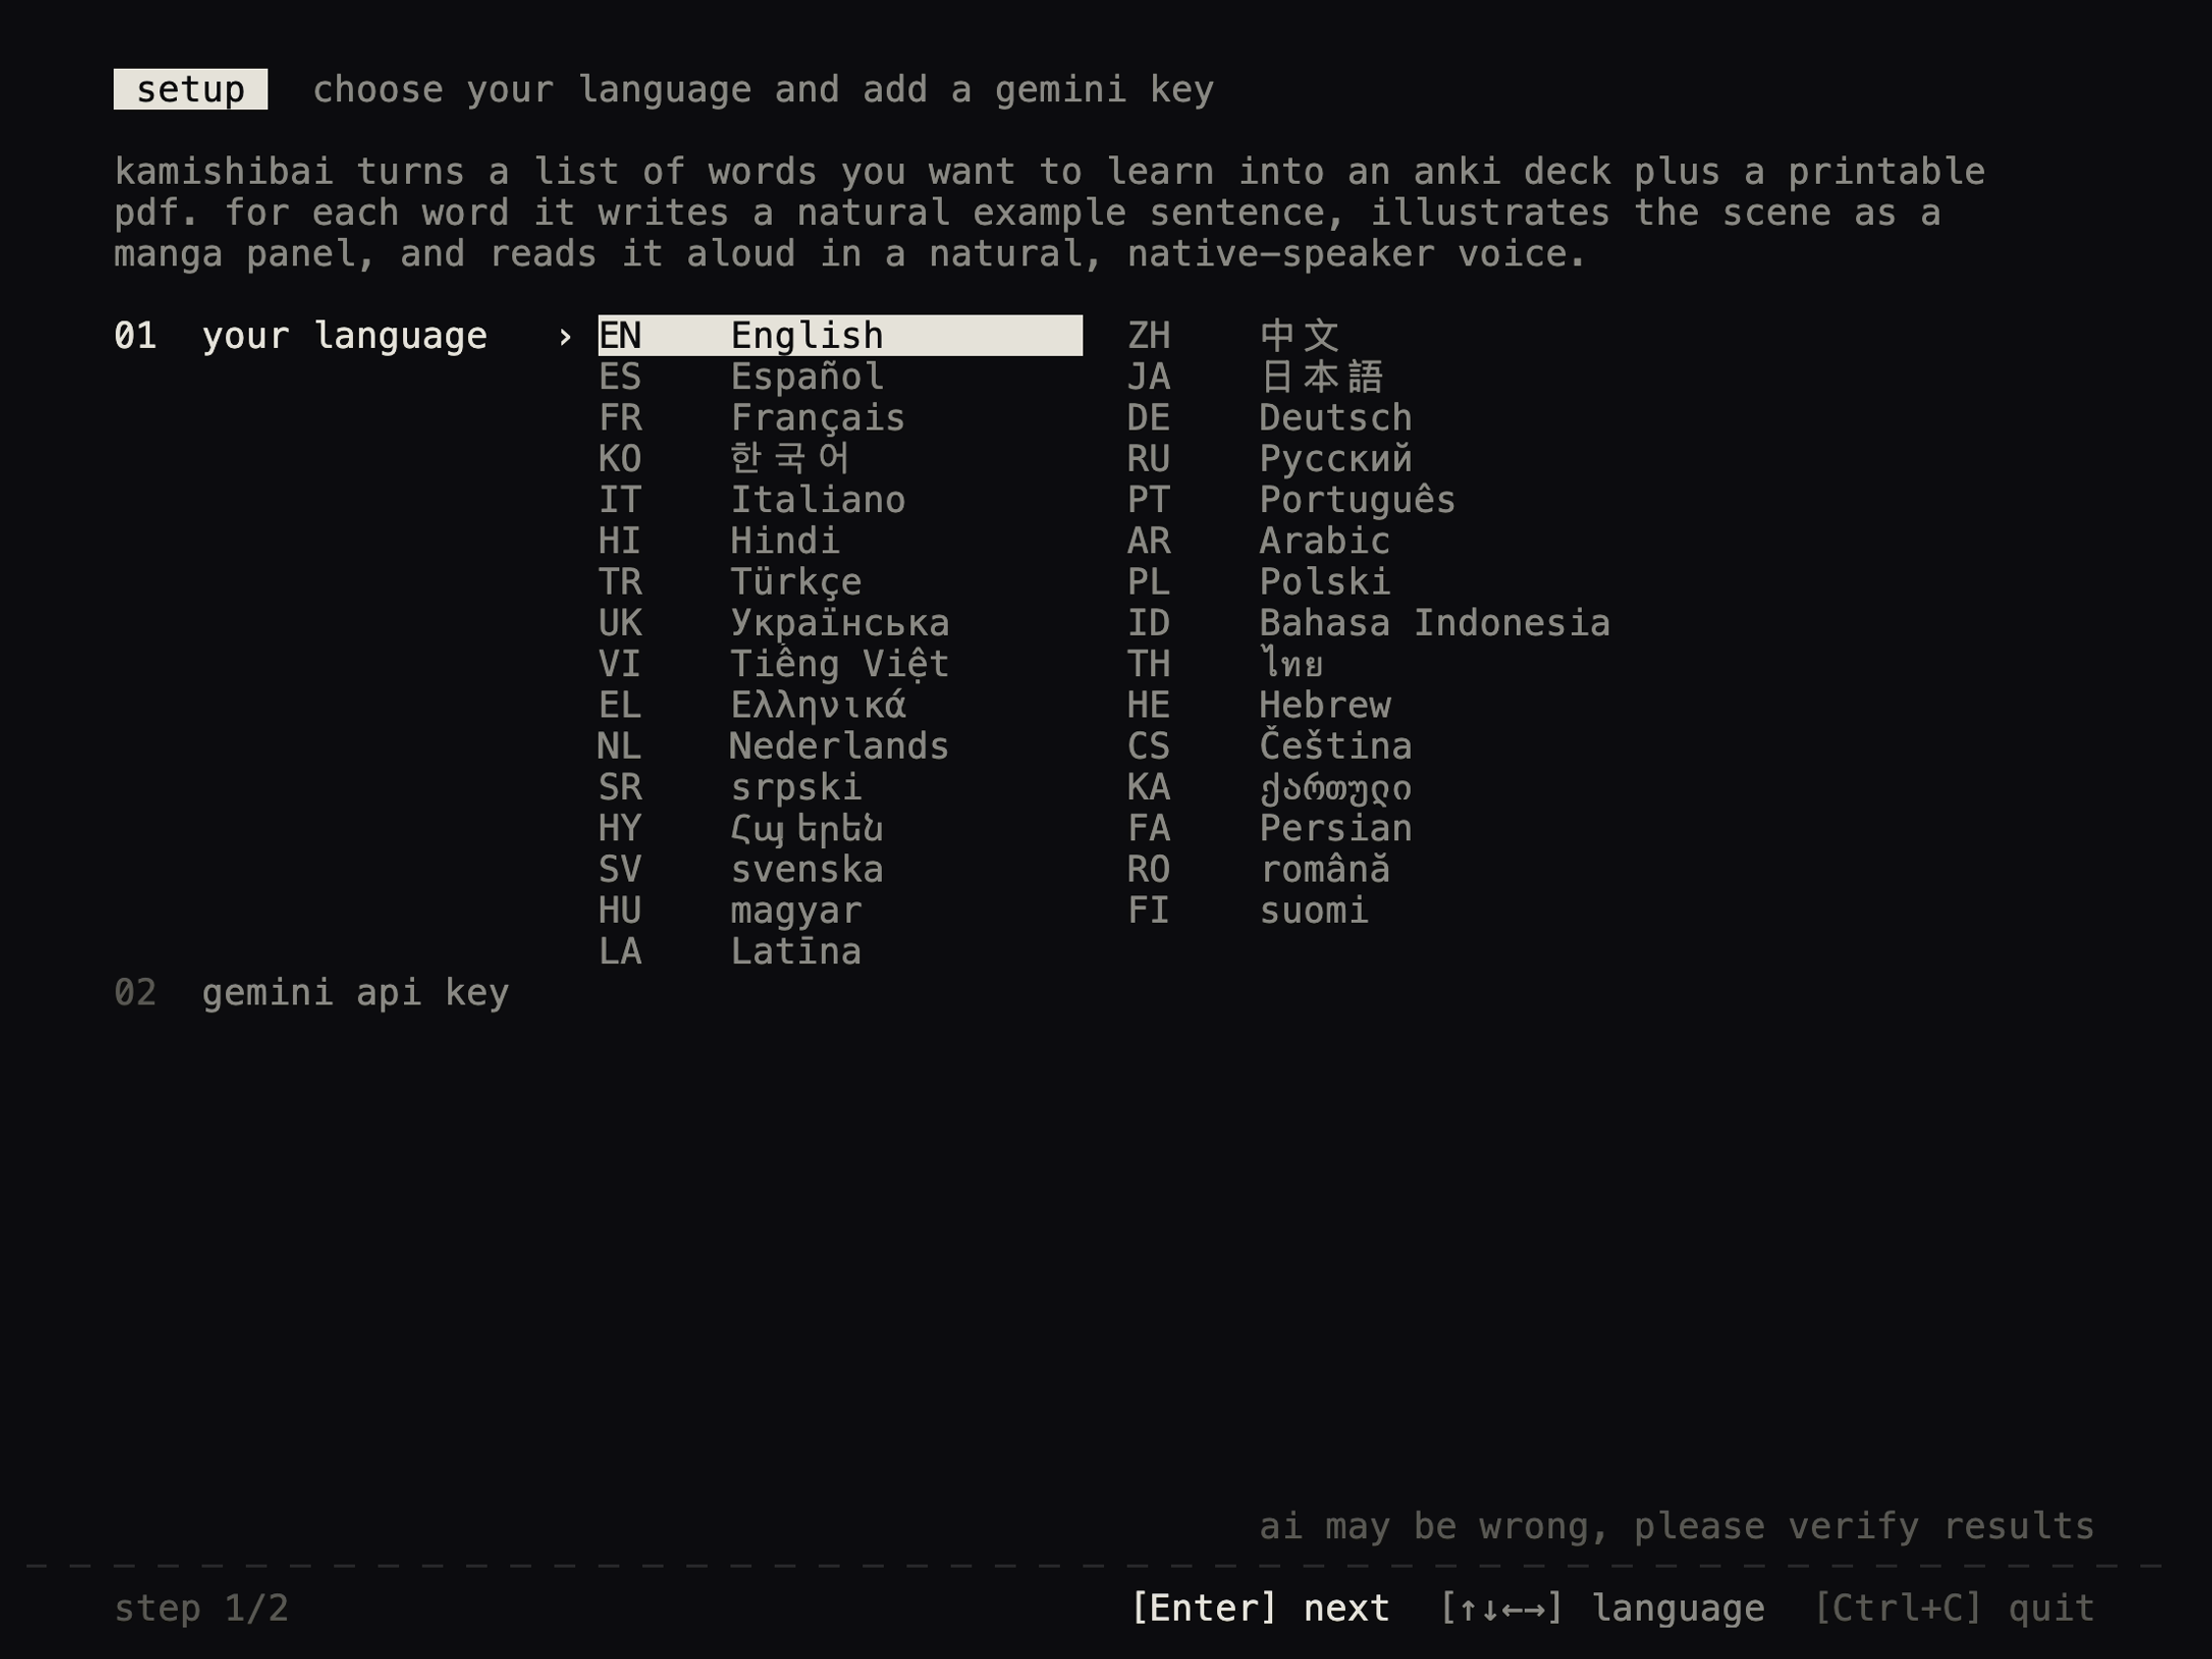 setup choose your language and add a gemini key
kamishibai turns a list of words you want to learn into an anki deck plus a printable
pdf. for each word it writes a natural example sentence, illustrates the scene as a
manga panel, and reads it aloud in a natural, native-speaker voice.
01 your language › EN English ZH 中文
ES Español JA 日本語
FR Français DE Deutsch
KO 한국어 RU Русский
IT Italiano PT Português
HI Hindi AR Arabic
TR Türkçe PL Polski
UK Українська ID Bahasa Indonesia
VI Tiếng Việt TH ไทย
EL Ελληνικά HE Hebrew
NL Nederlands CS Čeština
SR srpski KA ქართული
HY Հայերեն FA Persian
SV svenska RO română
HU magyar FI suomi
LA Latīna
02 gemini api key
ai may be wrong, please verify results
step 1/2 [Enter] next [↑↓←→] language [Ctrl+C] quit